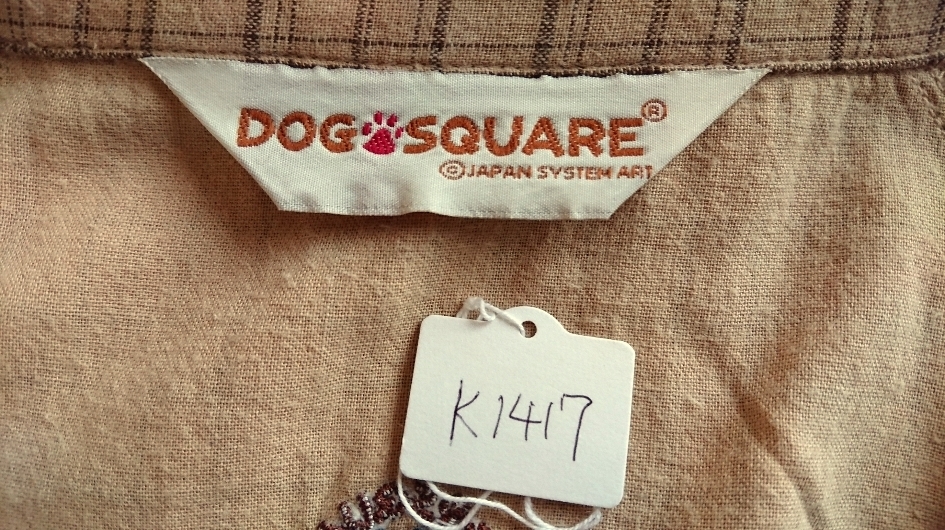 DOG SQUARE®
©JAPAN SYSTEM ART
K1417